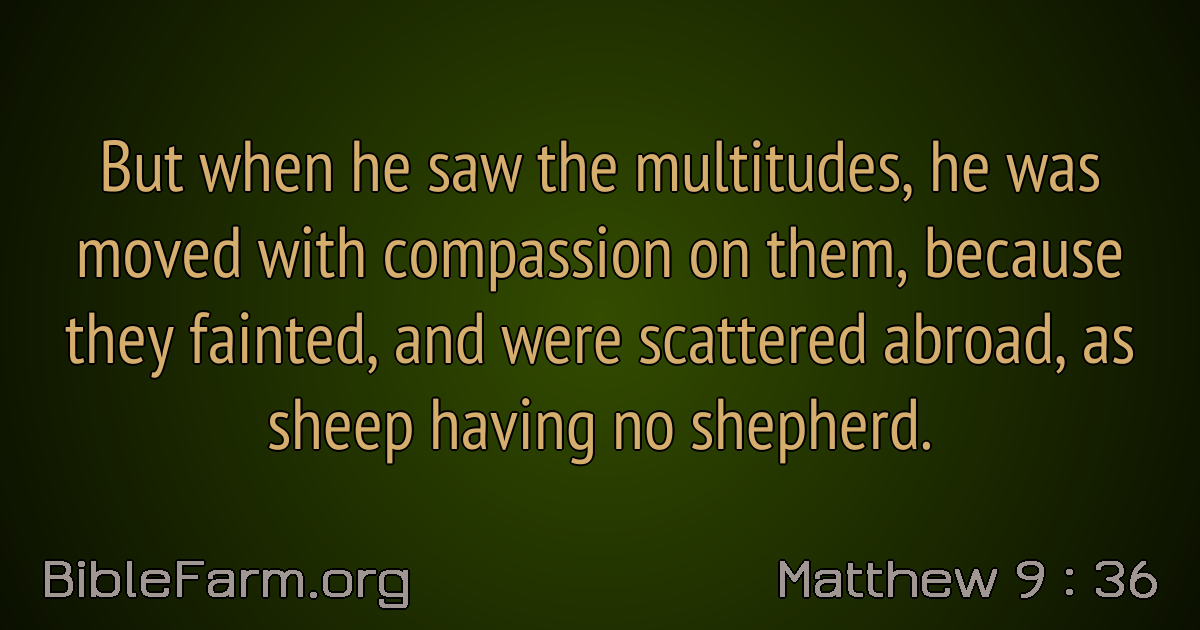 But when he saw the multitudes, he was
moved with compassion on them, because
they fainted, and were scattered abroad, as
sheep having no shepherd.
BibleFarm.org
Matthew 9 : 36